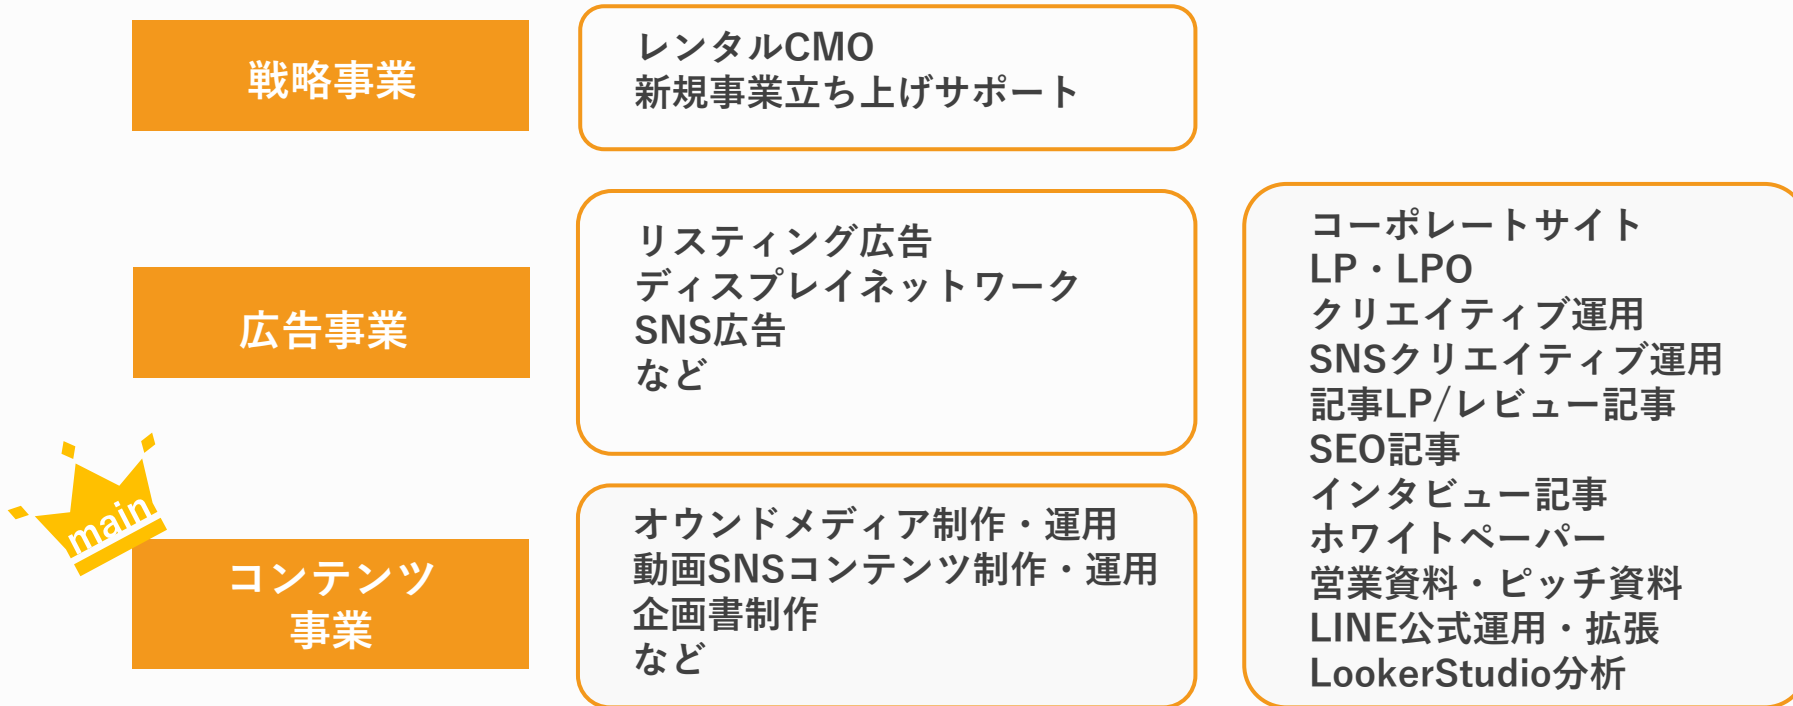 戦略事業
レンタルCMO
新規事業立ち上げサポート
広告事業
リスティング広告
ディスプレイネットワーク
SNS広告
など
main
コンテンツ
事業
オウンドメディア制作・運用
動画SNSコンテンツ制作・運用
企画書制作
など
コーポレートサイト
LP・LPO
クリエイティブ運用
SNSクリエイティブ運用
記事LP/レビュー記事
SEO記事
インタビュー記事
ホワイトペーパー
営業資料・ピッチ資料
LINE公式運用・拡張
LookerStudio分析